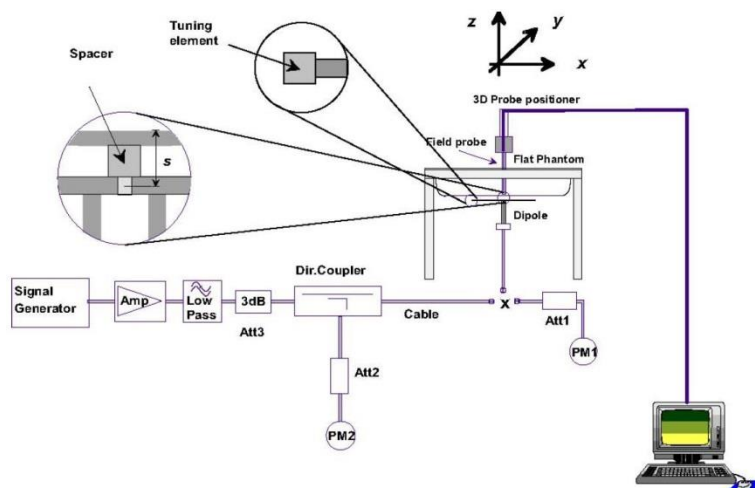 Tuning
element
Spacer
s
z
y
x
3D Probe positioner
Field probe
Flat Phantom
Dipole
Signal
Generator
Amp
Low
Pass
3dB
Att3
Dir.Coupler
Cable
x
Att1
PM1
Att2
PM2